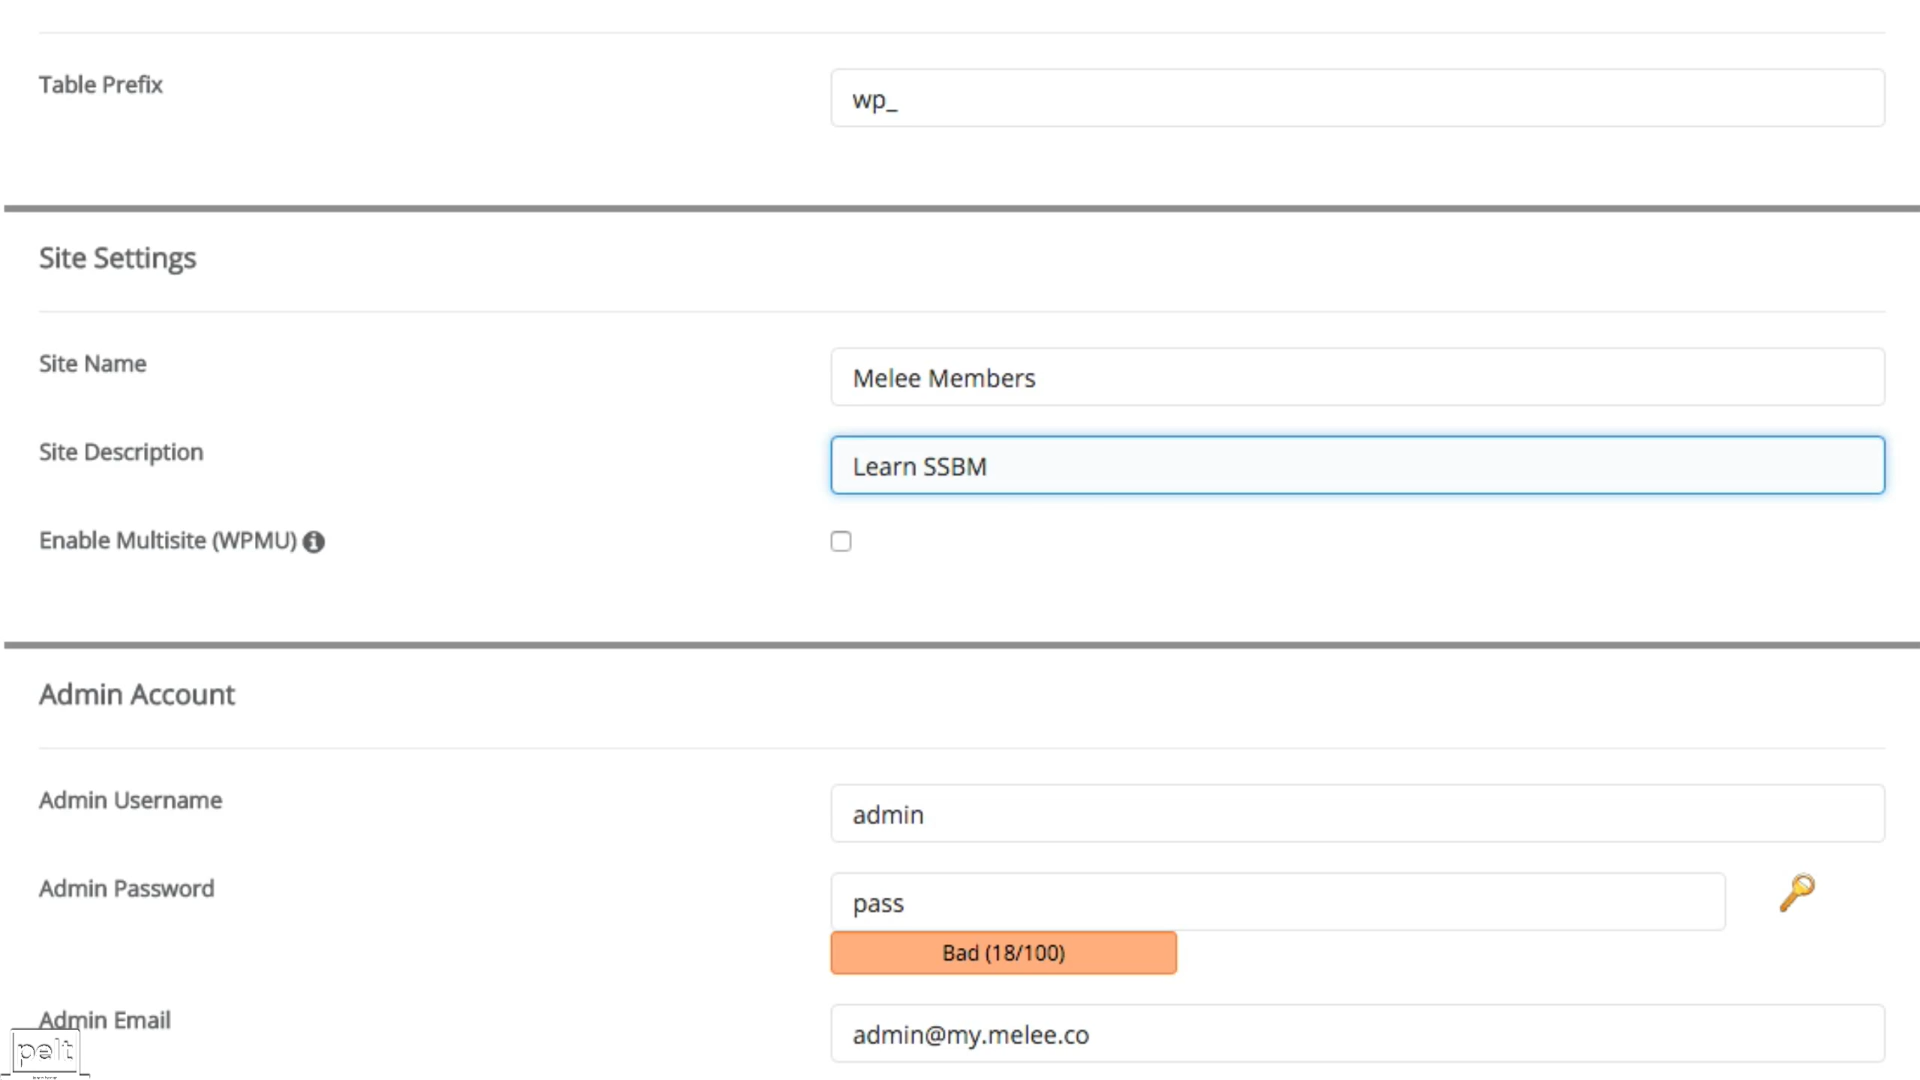 Table Prefix
wp_
Site Settings
Site Name
Melee Members
Site Description
Learn SSBM
Enable Multisite (WPMU)
Admin Account
Admin Username
admin
Admin Password
pass
Bad (18/100)
Admin Email
admin@my.melee.co
pelt